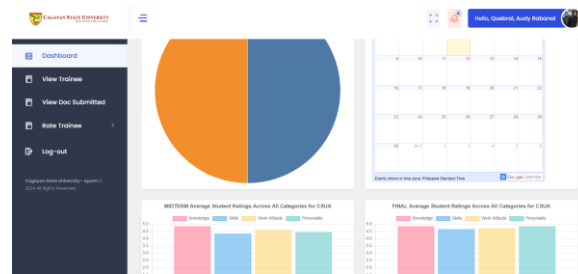 CAGAYAN STATE UNIVERSITY
Hello, Quebral, Audy Rabanal
Dashboard
View Trainee
View Doc Submitted
Rate Trainee
Log-out
Cagayan State University - Aparri ©
2024 All Rights Reserved
9 10 11 12 13 14 15
16 17 18 19 20 21 22
23 24 25 26 27 28 29
30 2 3 4 5
Events shown in time zone: Philippine Standard Time
Google Calendar
MIDTERM Average Student Ratings Across All Categories for CSUA
Knowledge Skills Work Attitude Personality
5.0
4.5
4.0
3.5
3.0
2.5
2.0
FINAL Average Student Ratings Across All Categories for CSUA
Knowledge Skills Work Attitude Personality
5.0
4.5
4.0
3.5
3.0
2.5
2.0